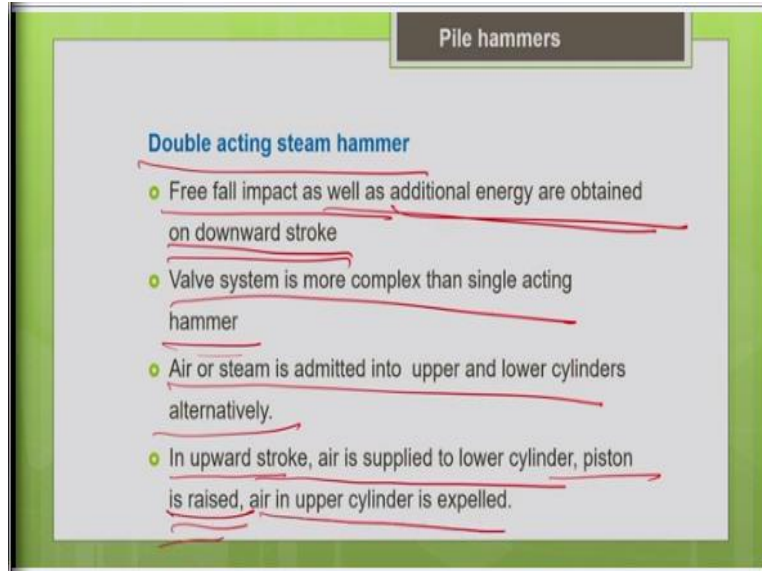 Pile hammers
Double acting steam hammer
Free fall impact as well as additional energy are obtained
on downward stroke
Valve system is more complex than single acting
hammer
Air or steam is admitted into upper and lower cylinders
alternatively.
In upward stroke, air is supplied to lower cylinder, piston
is raised, air in upper cylinder is expelled.